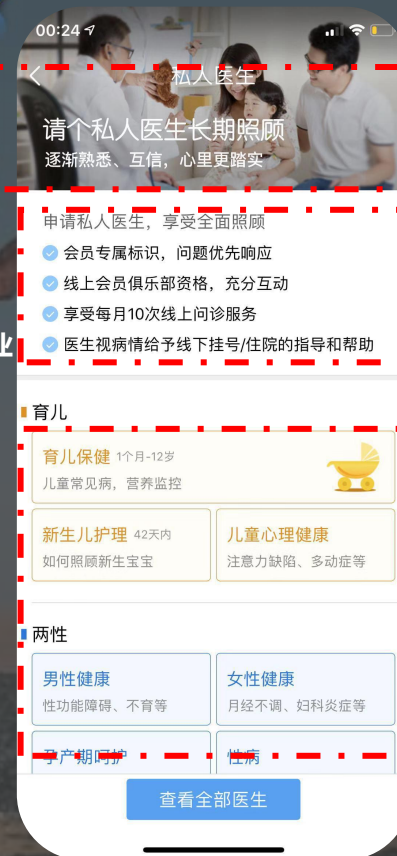 00:24
私人医生
请个私人医生长期照顾
逐渐熟悉、互信，心里更踏实
申请私人医生，享受全面照顾
会员专属标识，问题优先响应
线上会员俱乐部资格，充分互动
享受每月10次线上问诊服务
业
医生视病情给予线下挂号/住院的指导和帮助
育儿
育儿保健 1个月-12岁
儿童常见病，营养监控
新生儿护理 42天内
如何照顾新生宝宝
儿童心理健康
注意力缺陷、多动症等
两性
男性健康
性功能障碍、不育等
女性健康
月经不调、妇科炎症等
孕产期呵护
性病
查看全部医生